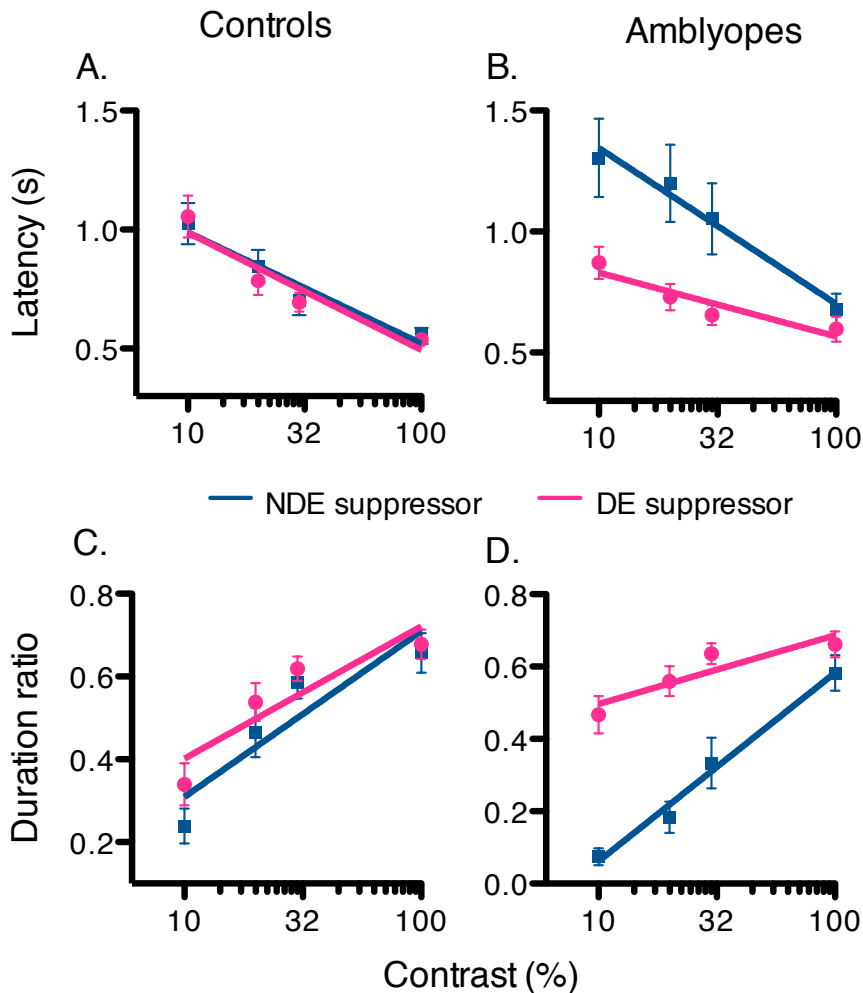 Controls
Amblyopes
A.
B.
Latency (s)
1.5
1.0
0.5
10
32
100
1.5
1.0
0.5
10
32
100
NDE suppressor
DE suppressor
C.
D.
Duration ratio
0.8
0.6
0.4
0.2
10
32
100
0.8
0.6
0.4
0.2
0.0
10
32
100
Contrast (%)